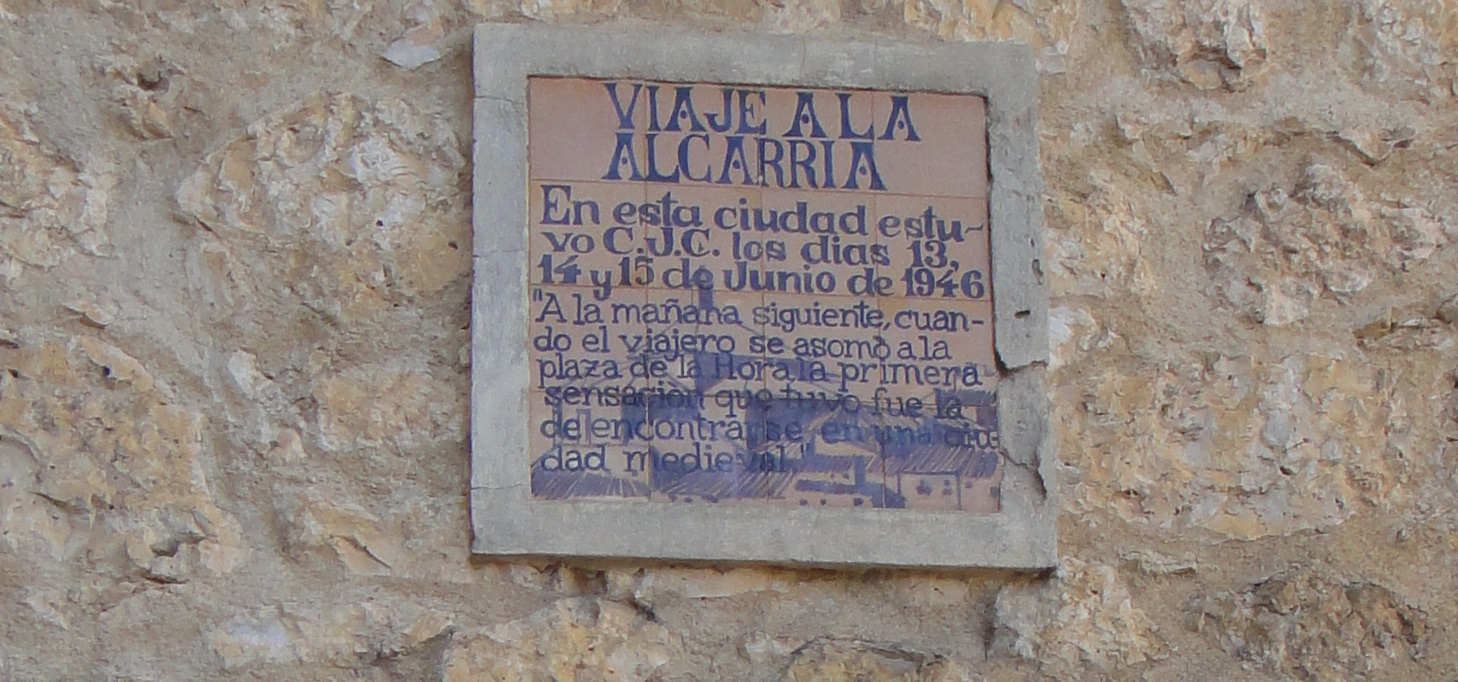 VIAJE A LA
ALCARRIA
En esta ciudad estu-
vo C.J.C. los dias 13,
14 y 15 de Junio de 1946
"A la mañana siguiente, cuan-
do el viajero se asomò a la
plaza de la Hora la primera
sensación que tuvo fue la
de encontrarse en una ciu-
dad medieval."